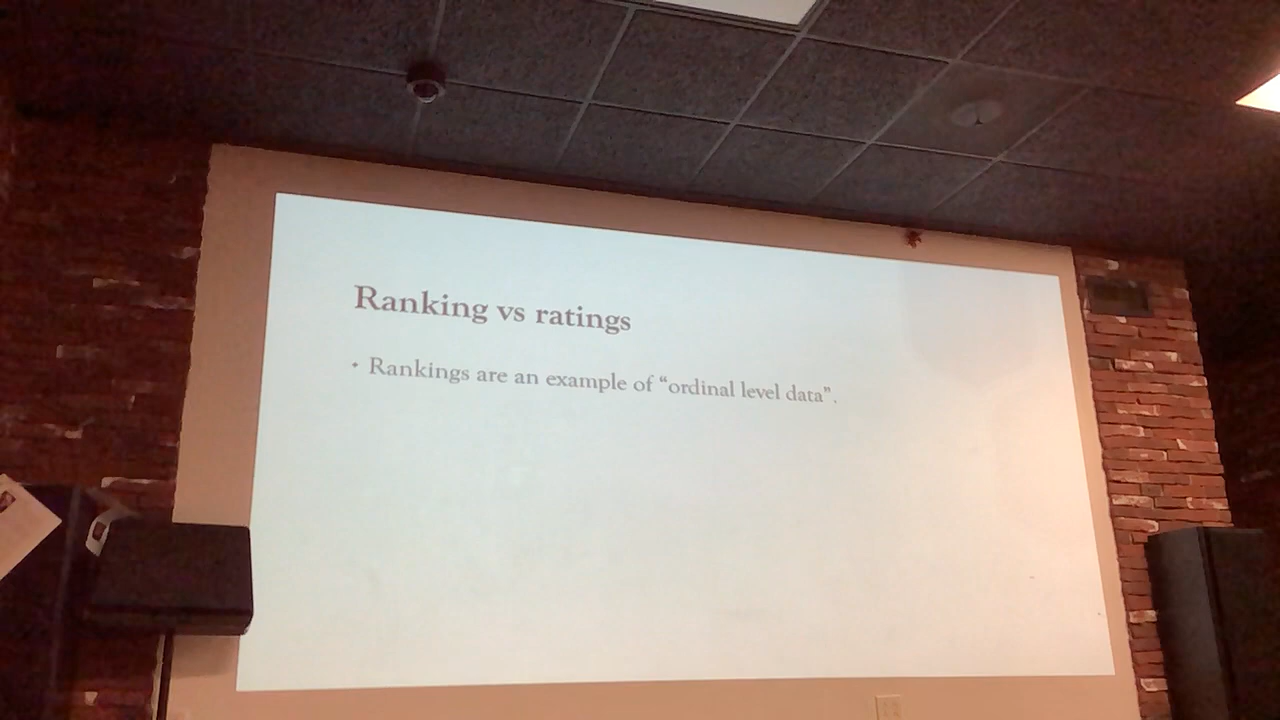 Ranking vs ratings
• Rankings are an example of “ordinal level data”.